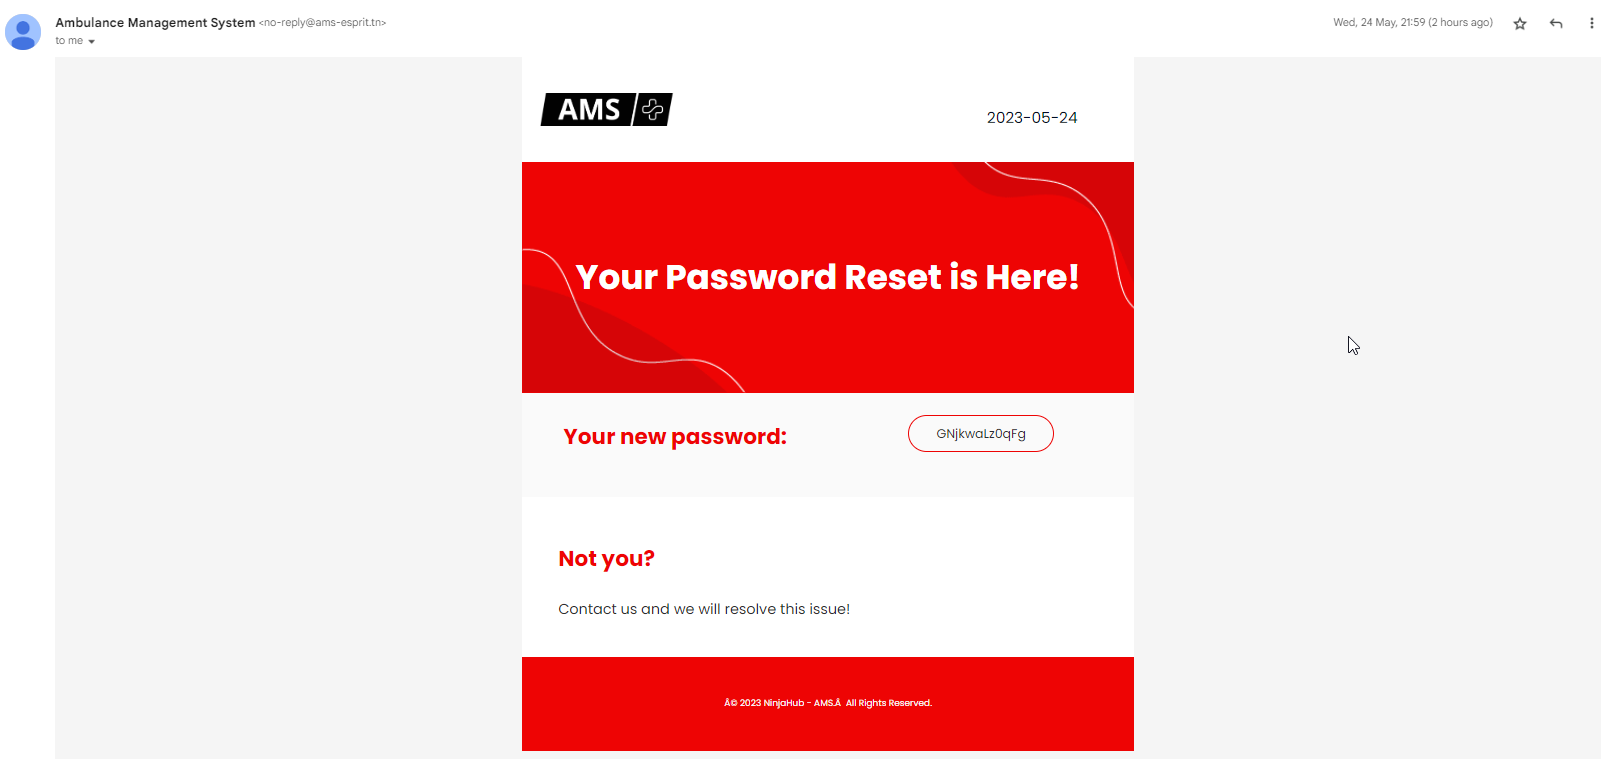 Ambulance Management System <no-reply@ams-esprit.tn>
Wed, 24 May, 21:59 (2 hours ago)
to me
AMS
2023-05-24
Your Password Reset is Here!
Your new password:
GNjkwaLz0qFg
Not you?
Contact us and we will resolve this issue!
Â© 2023 NinjaHub - AMS.Â  All Rights Reserved.